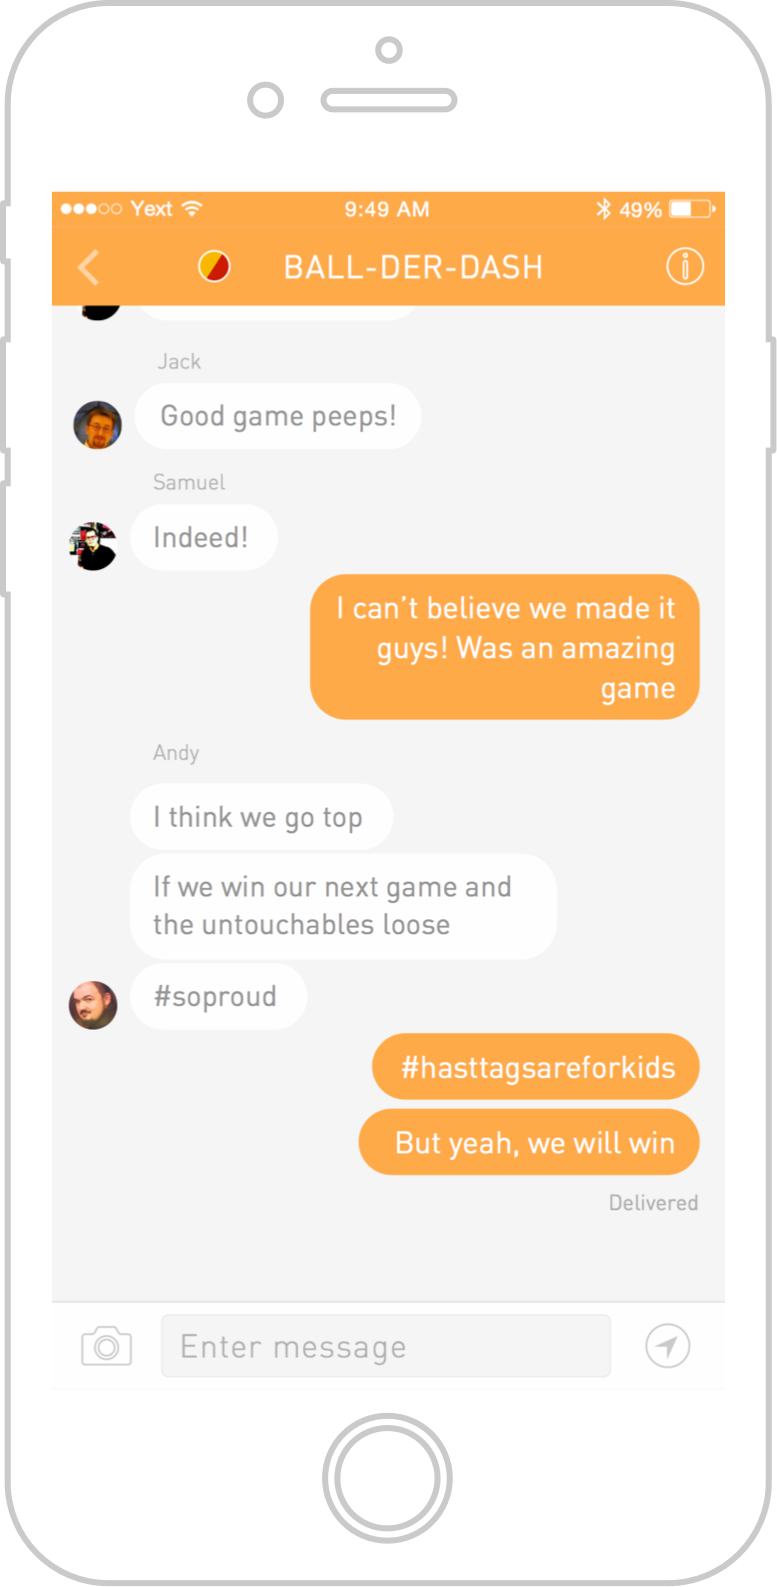 Yext 9:49 AM 49%
BALL-DER-DASH
Jack
Good game peeps!
Samuel
Indeed!
I can't believe we made it
guys! Was an amazing
game
Andy
I think we go top
If we win our next game and
the untouchables loose
#soproud
#hasttagsareforkids
But yeah, we will win
Delivered
Enter message